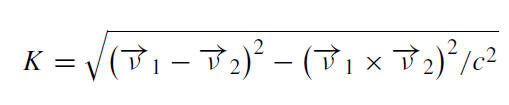 K = √((v⃗₁ − v⃗₂)² − (v⃗₁ × v⃗₂)²/c²)